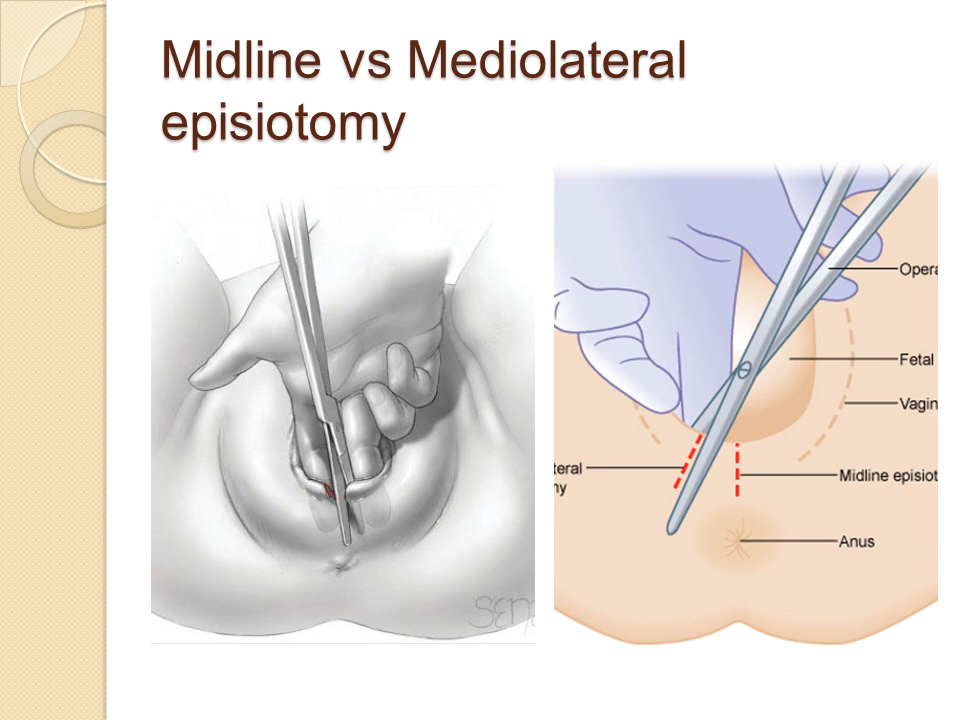 Midline vs Mediolateral
episiotomy
Opera
Fetal
Vagin
teral
ny
Midline episiot
Anus